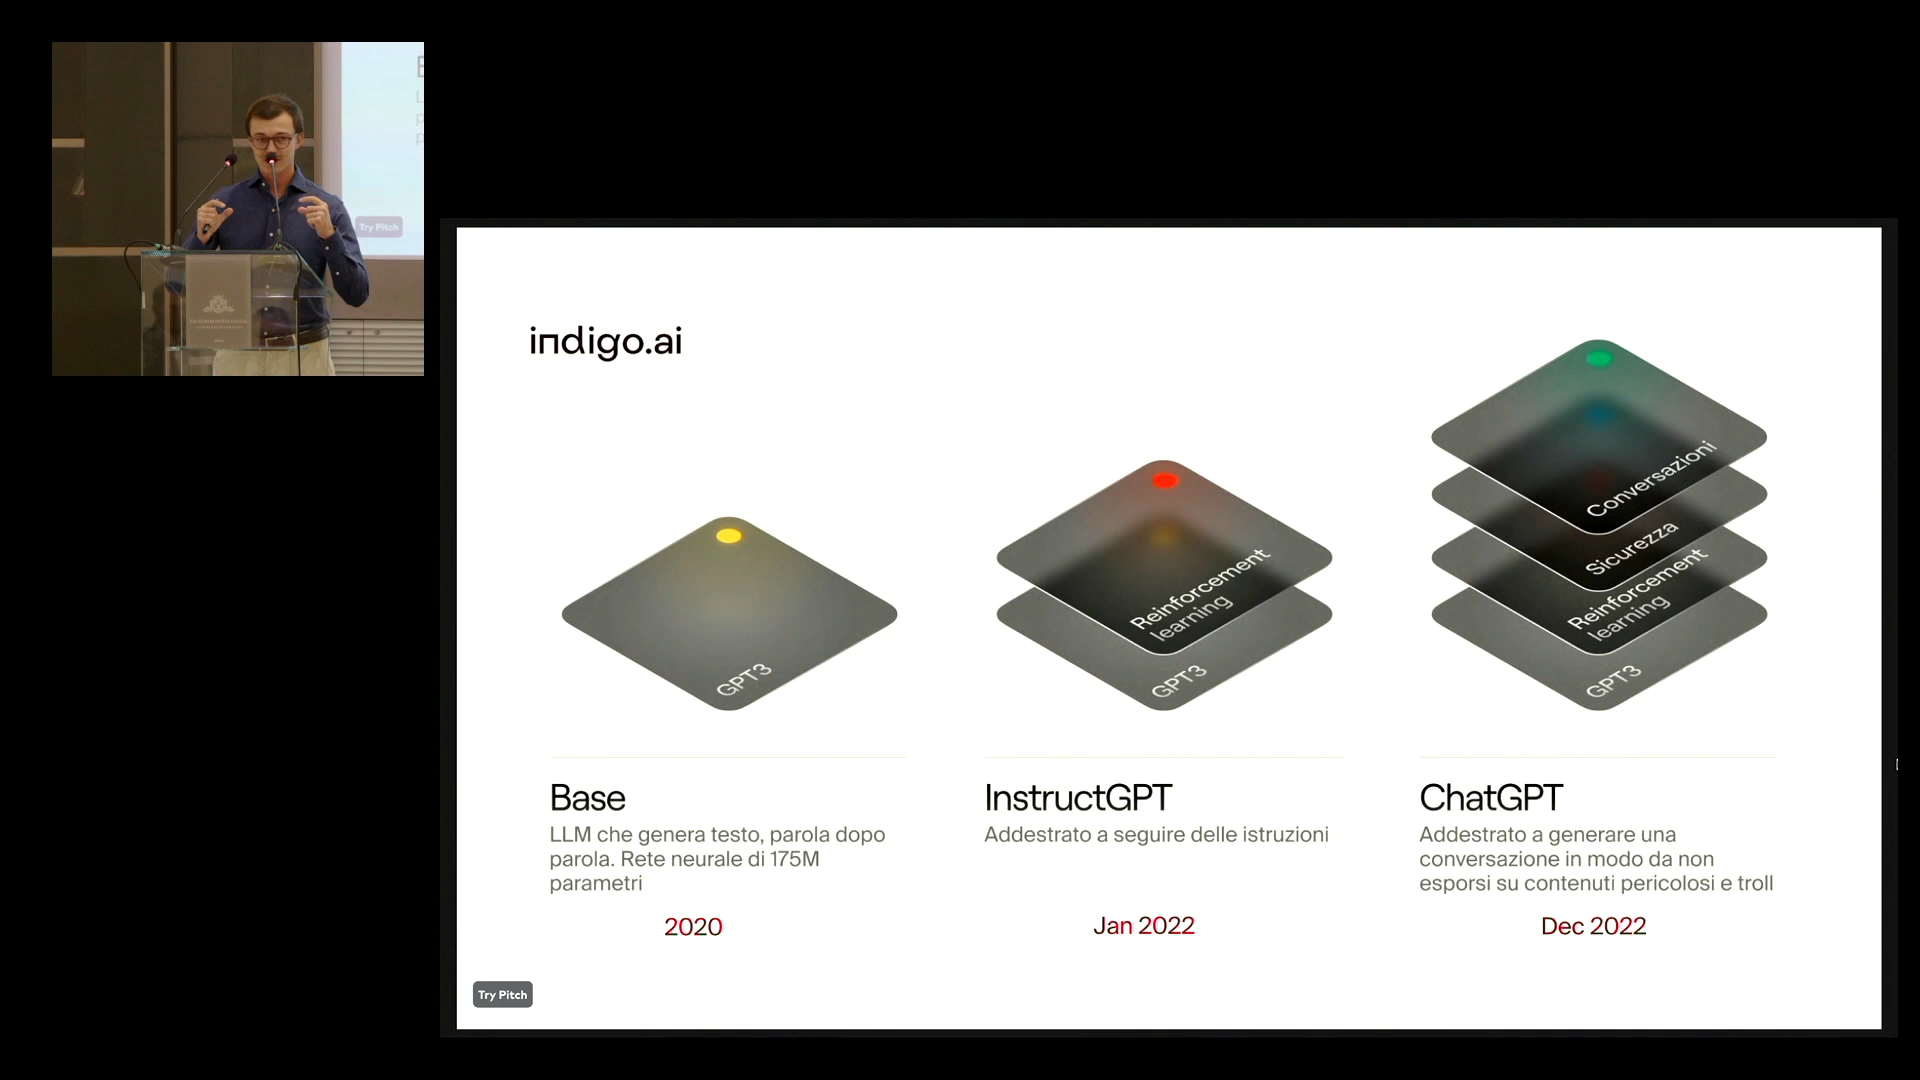 Try Pitch
indigo.ai
GPT3
Reinforcement
learning
GPT3
Conversazioni
Sicurezza
Reinforcement
learning
GPT3
Base
LLM che genera testo, parola dopo
parola. Rete neurale di 175M
parametri
2020
InstructGPT
Addestrato a seguire delle istruzioni
Jan 2022
ChatGPT
Addestrato a generare una
conversazione in modo da non
esporsi su contenuti pericolosi e troll
Dec 2022
Try Pitch